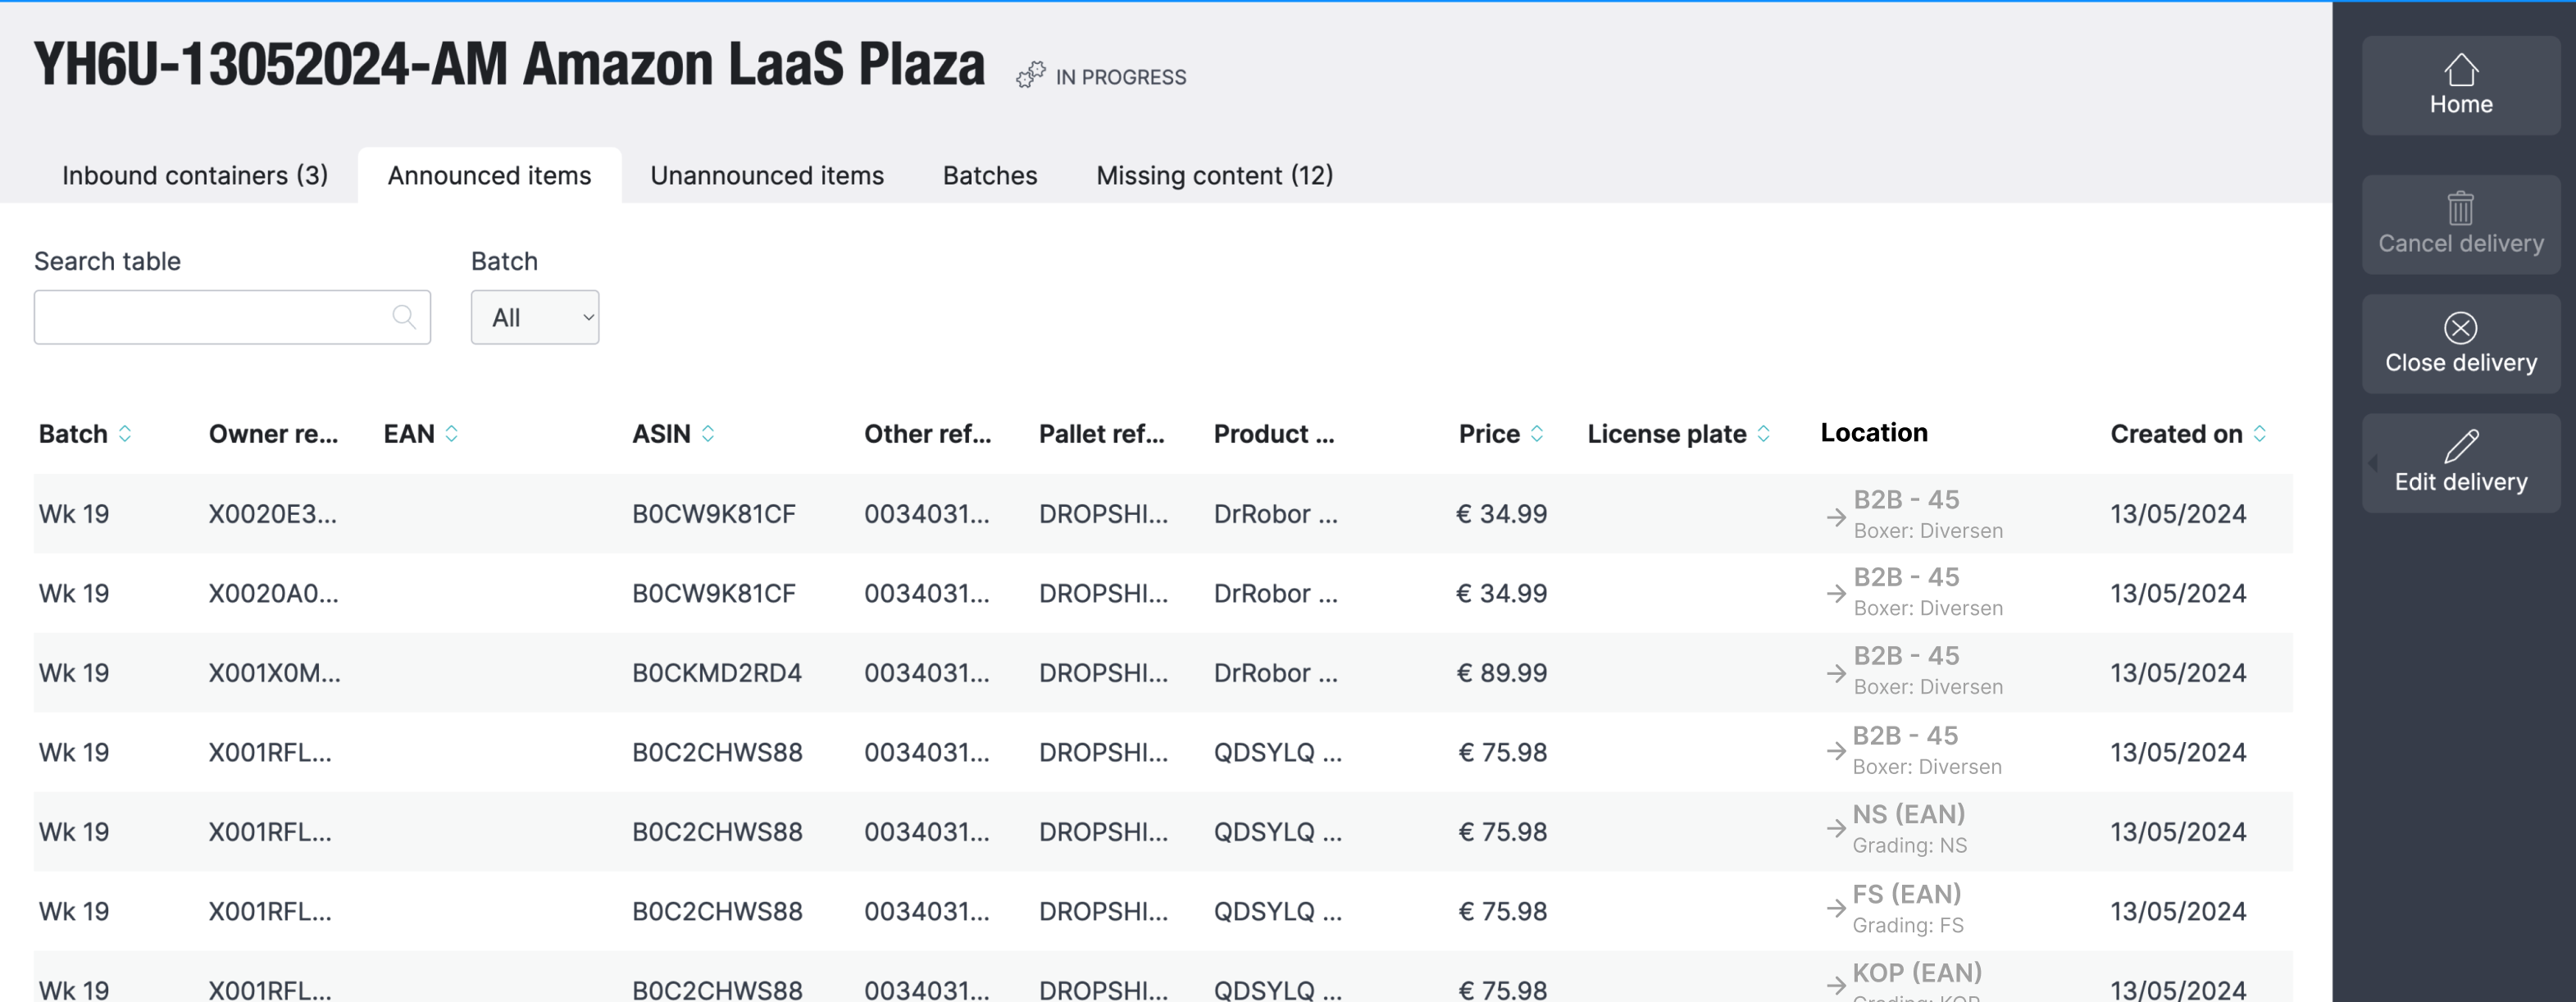 YH6U-13052024-AM Amazon LaaS Plaza IN PROGRESS
Inbound containers (3) Announced items Unannounced items Batches Missing content (12)
Search table Batch
All
Batch Owner re... EAN ASIN Other ref... Pallet ref... Product ... Price License plate Location Created on
Wk 19 X0020E3... B0CW9K81CF 0034031... DROPSHI... DrRobor ... € 34.99 B2B - 45 13/05/2024
Boxer: Diversen
Wk 19 X0020A0... B0CW9K81CF 0034031... DROPSHI... DrRobor ... € 34.99 B2B - 45 13/05/2024
Boxer: Diversen
Wk 19 X001X0M... B0CKMD2RD4 0034031... DROPSHI... DrRobor ... € 89.99 B2B - 45 13/05/2024
Boxer: Diversen
Wk 19 X001RFL... B0C2CHWS88 0034031... DROPSHI... QDSYLQ ... € 75.98 B2B - 45 13/05/2024
Boxer: Diversen
Wk 19 X001RFL... B0C2CHWS88 0034031... DROPSHI... QDSYLQ ... € 75.98 NS (EAN) 13/05/2024
Grading: NS
Wk 19 X001RFL... B0C2CHWS88 0034031... DROPSHI... QDSYLQ ... € 75.98 FS (EAN) 13/05/2024
Grading: FS
Wk 19 X001RFL... B0C2CHWS88 0034031... DROPSHI... QDSYLQ ... € 75.98 KOP (EAN) 13/05/2024
Grading: KOP
Home
Cancel delivery
Close delivery
Edit delivery